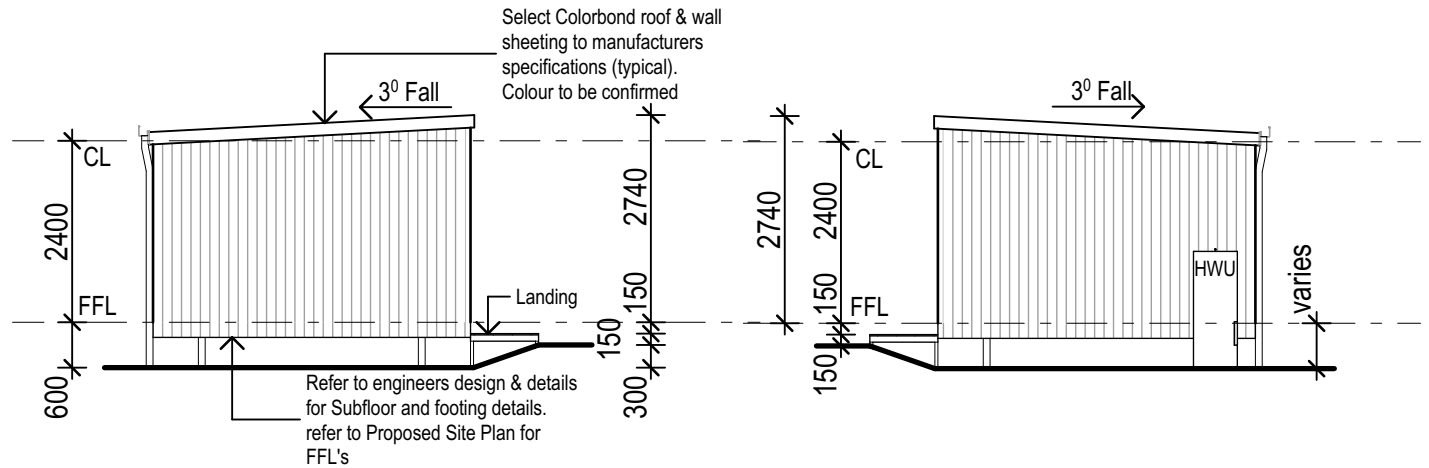 Select Colorbond roof & wall
sheeting to manufacturers
specifications (typical).
Colour to be confirmed
3⁰ Fall
CL
2400
FFL
600
2740
150
150
300
Landing
Refer to engineers design & details
for Subfloor and footing details.
refer to Proposed Site Plan for
FFL's
3⁰ Fall
2740
CL
2400
150
FFL
150
HWU
varies